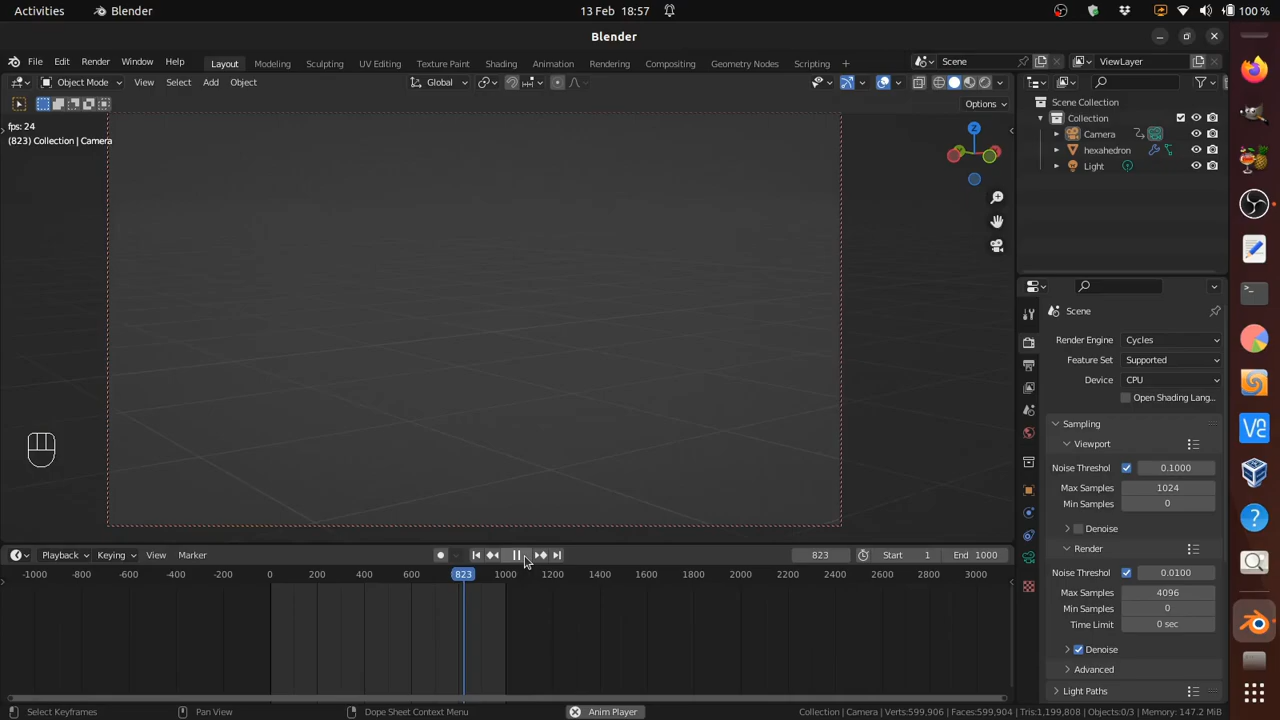 Activities Blender 13 Feb 18:57 100 %
Blender
File Edit Render Window Help Layout Modeling Sculpting UV Editing Texture Paint Shading Animation Rendering Compositing Geometry Nodes Scripting + Scene ViewLayer
Object Mode View Select Add Object Global
Options
fps: 24
(823) Collection | Camera
Z
Scene Collection
Collection
Camera
hexahedron
Light
Scene
Render Engine Cycles
Feature Set Supported
Device CPU
Open Shading Lang...
Sampling
Viewport
Noise Threshol 0.1000
Max Samples 1024
Min Samples 0
Denoise
Render
Noise Threshol 0.0100
Max Samples 4096
Min Samples 0
Time Limit 0 sec
Denoise
Advanced
Light Paths
Playback Keying View Marker 823 Start 1 End 1000
-1000 -800 -600 -400 -200 0 200 400 600 823 1000 1200 1400 1600 1800 2000 2200 2400 2600 2800 3000
Select Keyframes Pan View Dope Sheet Context Menu Anim Player Collection | Camera | Verts:599,906 | Faces:599,904 | Tris:1,199,808 | Objects:0/3 | Memory: 147.2 MiB